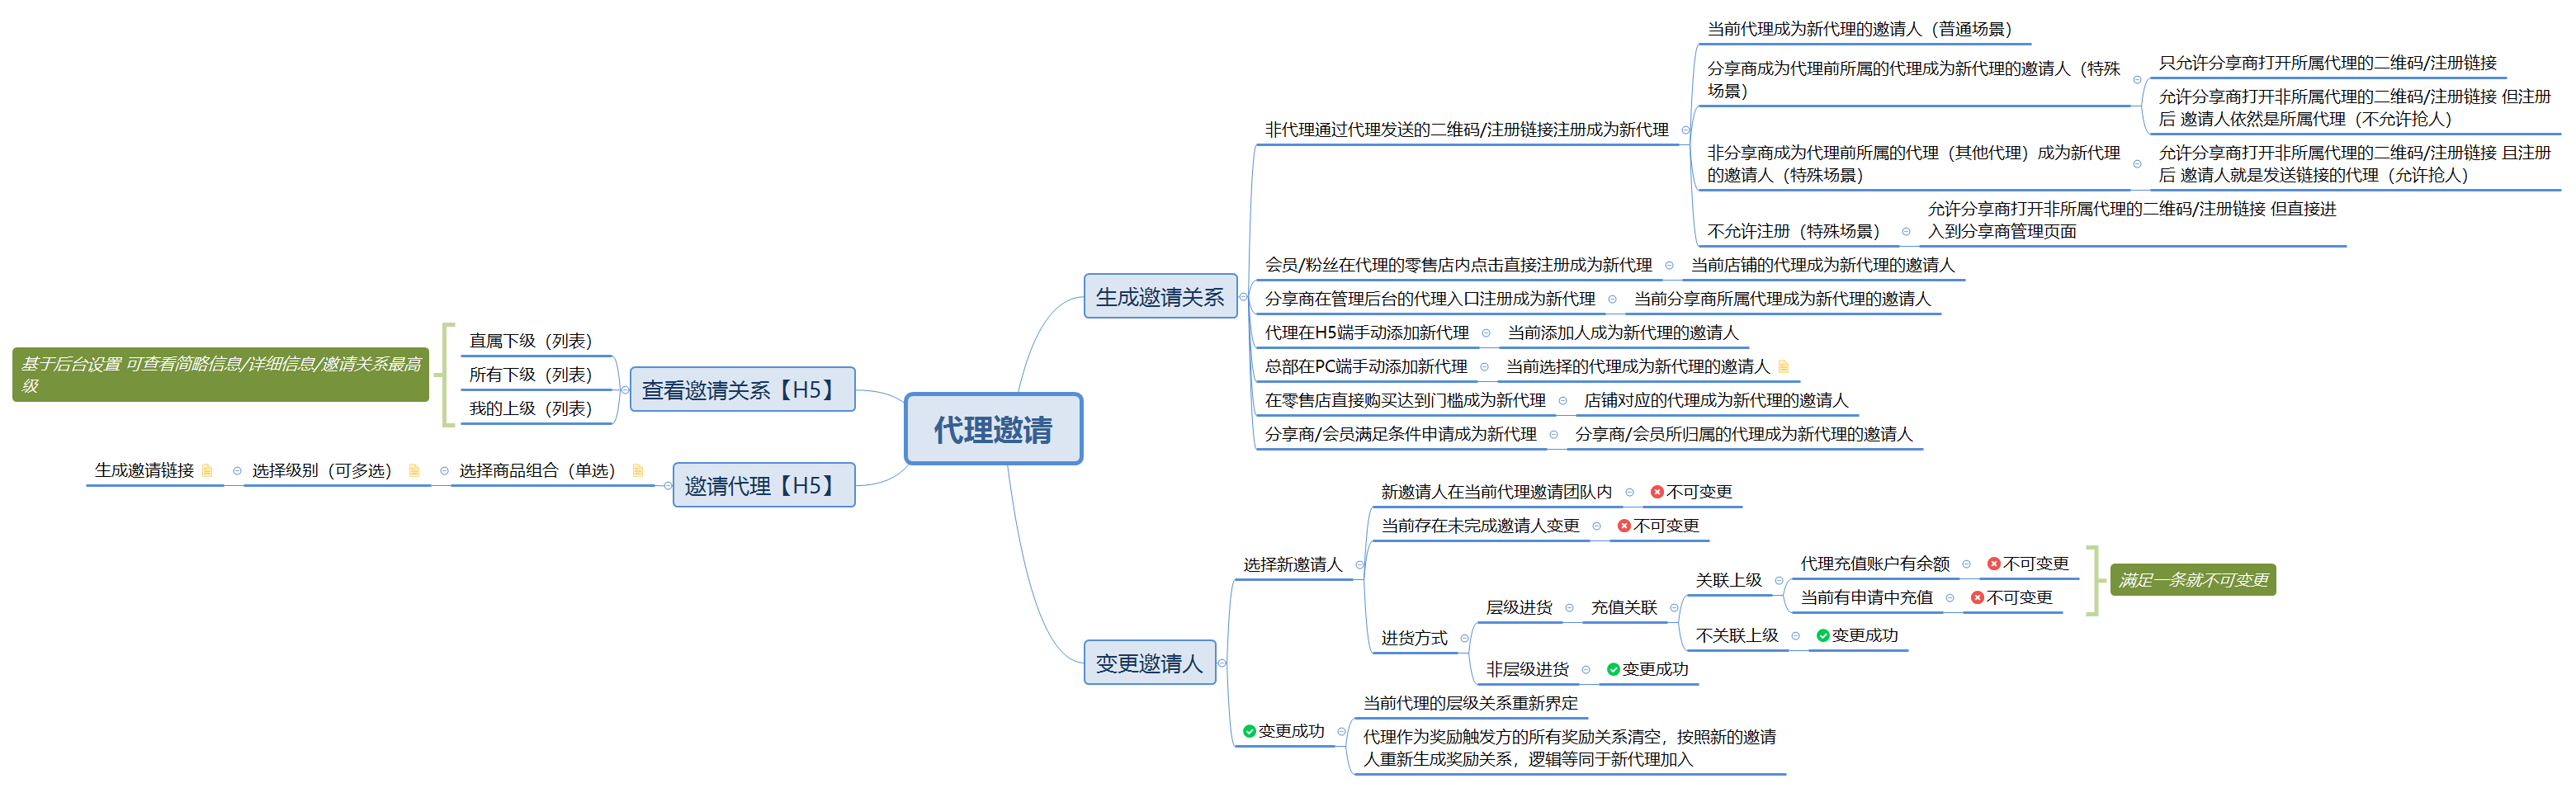 代理邀请
生成邀请关系
非代理通过代理发送的二维码/注册链接注册成为新代理
当前代理成为新代理的邀请人（普通场景）
分享商成为代理前所属的代理成为新代理的邀请人（特殊
场景）
只允许分享商打开所属代理的二维码/注册链接
允许分享商打开非所属代理的二维码/注册链接 但注册
后 邀请人依然是所属代理（不允许抢人）
非分享商成为代理前所属的代理（其他代理）成为新代理
的邀请人（特殊场景）
允许分享商打开非所属代理的二维码/注册链接 且注册
后 邀请人就是发送链接的代理（允许抢人）
不允许注册（特殊场景）
允许分享商打开非所属代理的二维码/注册链接 但直接进
入到分享商管理页面
会员/粉丝在代理的零售店内点击直接注册成为新代理
当前店铺的代理成为新代理的邀请人
分享商在管理后台的代理入口注册成为新代理
当前分享商所属代理成为新代理的邀请人
代理在H5端手动添加新代理
当前添加人成为新代理的邀请人
总部在PC端手动添加新代理
当前选择的代理成为新代理的邀请人
在零售店直接购买达到门槛成为新代理
店铺对应的代理成为新代理的邀请人
分享商/会员满足条件申请成为新代理
分享商/会员所归属的代理成为新代理的邀请人
变更邀请人
选择新邀请人
新邀请人在当前代理邀请团队内
不可变更
当前存在未完成邀请人变更
不可变更
进货方式
层级进货
充值关联
关联上级
代理充值账户有余额
不可变更
当前有申请中充值
不可变更
满足一条就不可变更
不关联上级
变更成功
非层级进货
变更成功
变更成功
当前代理的层级关系重新界定
代理作为奖励触发方的所有奖励关系清空，按照新的邀请
人重新生成奖励关系，逻辑等同于新代理加入
查看邀请关系【H5】
直属下级（列表）
所有下级（列表）
我的上级（列表）
基于后台设置 可查看简略信息/详细信息/邀请关系最高
级
邀请代理【H5】
选择商品组合（单选）
选择级别（可多选）
生成邀请链接